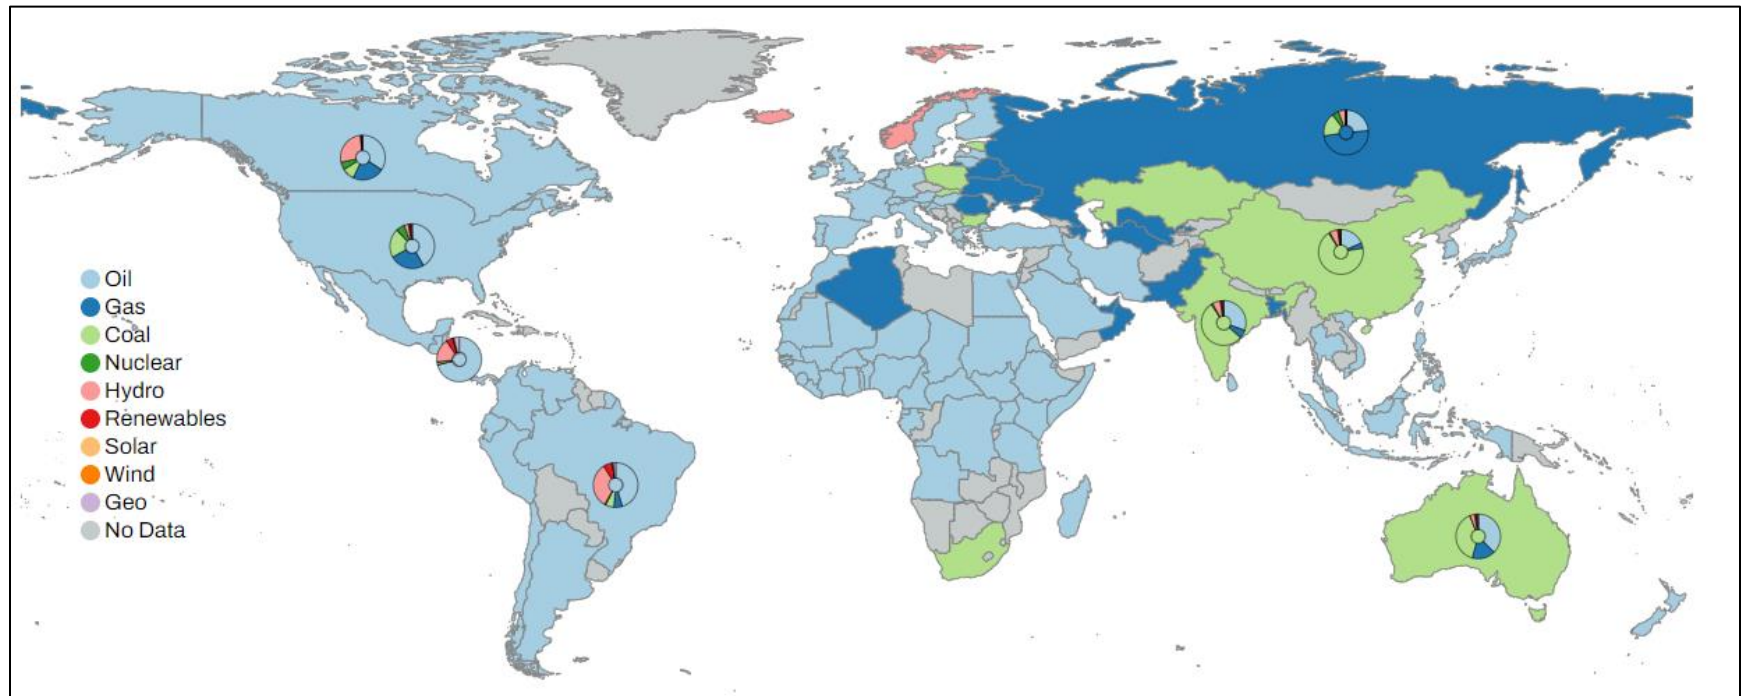 Oil
Gas
Coal
Nuclear
Hydro
Renewables
Solar
Wind
Geo
No Data